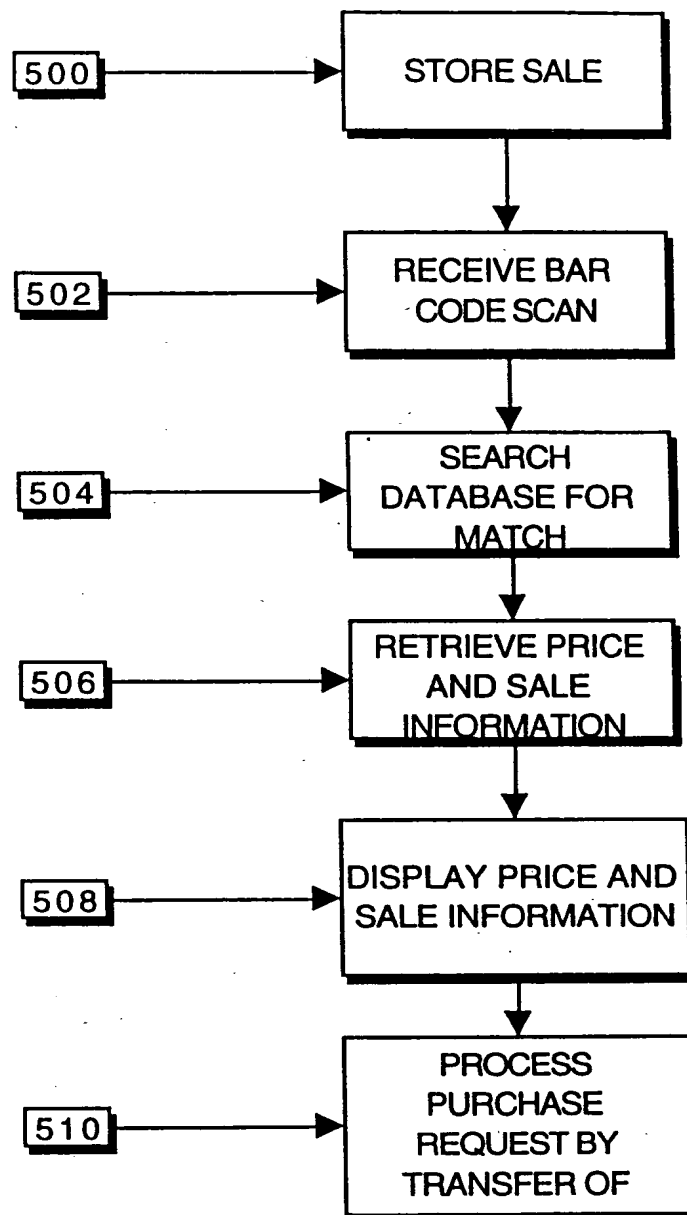 500
STORE SALE
502
RECEIVE BAR
CODE SCAN
504
SEARCH
DATABASE FOR
MATCH
506
RETRIEVE PRICE
AND SALE
INFORMATION
508
DISPLAY PRICE AND
SALE INFORMATION
510
PROCESS
PURCHASE
REQUEST BY
TRANSFER OF